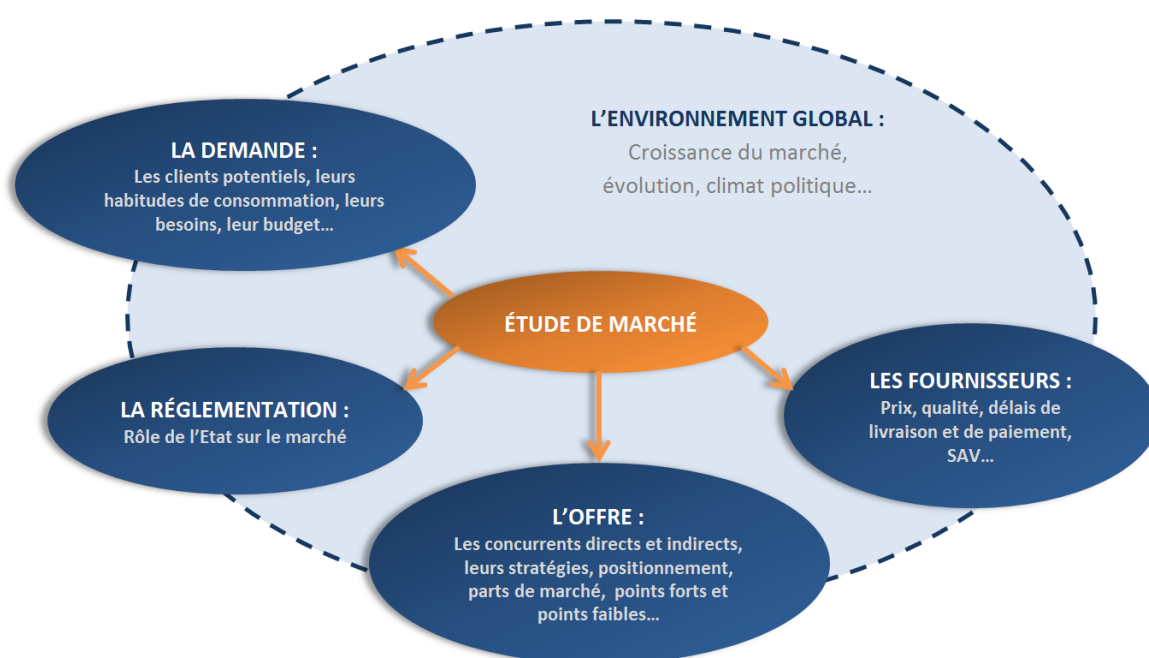 L’ENVIRONNEMENT GLOBAL :
Croissance du marché,
évolution, climat politique…
LA DEMANDE :
Les clients potentiels, leurs
habitudes de consommation, leurs
besoins, leur budget…
ÉTUDE DE MARCHÉ
LA RÉGLEMENTATION :
Rôle de l’Etat sur le marché
LES FOURNISSEURS :
Prix, qualité, délais de
livraison et de paiement,
SAV…
L’OFFRE :
Les concurrents directs et indirects,
leurs stratégies, positionnement,
parts de marché, points forts et
points faibles…